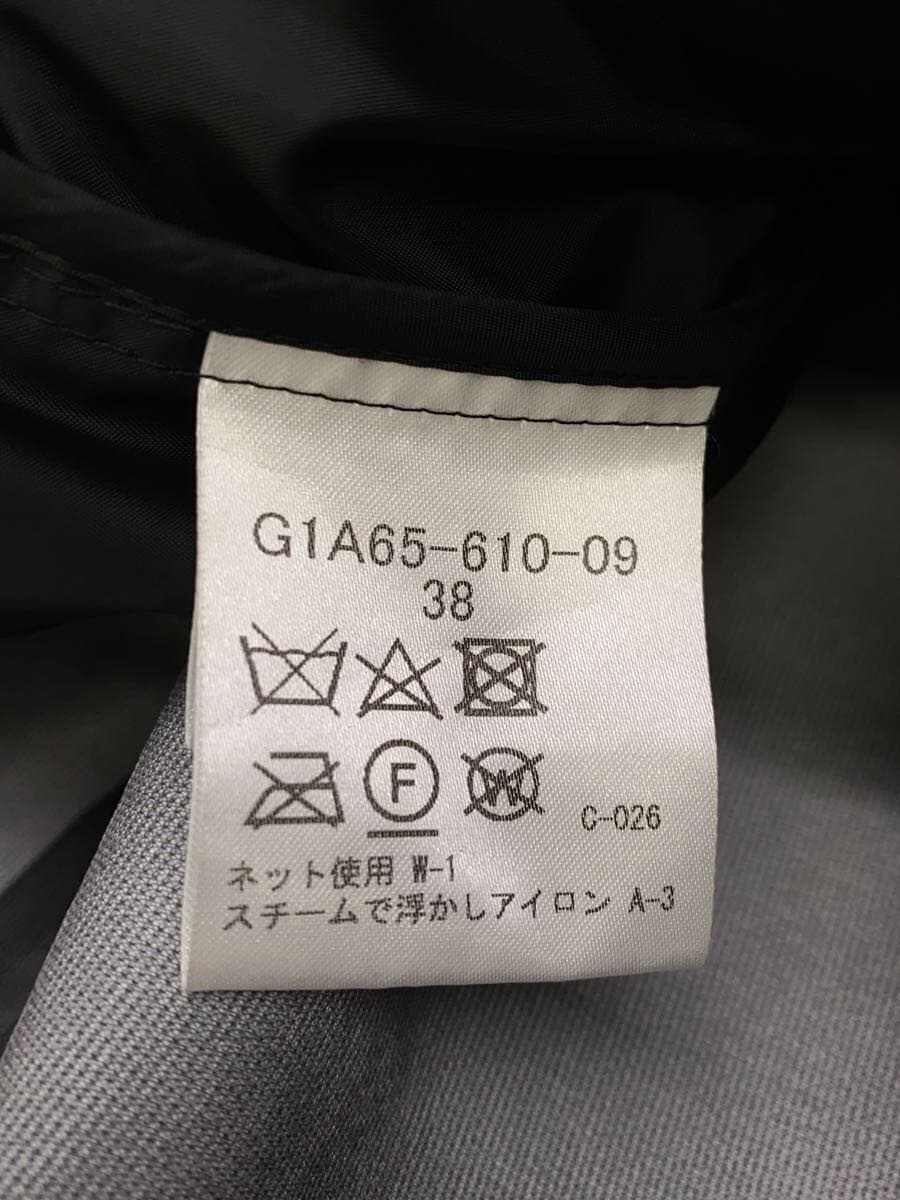 G1A65-610-09
38
F W C-026
ネット使用 W-1
スチームで浮かしアイロン A-3